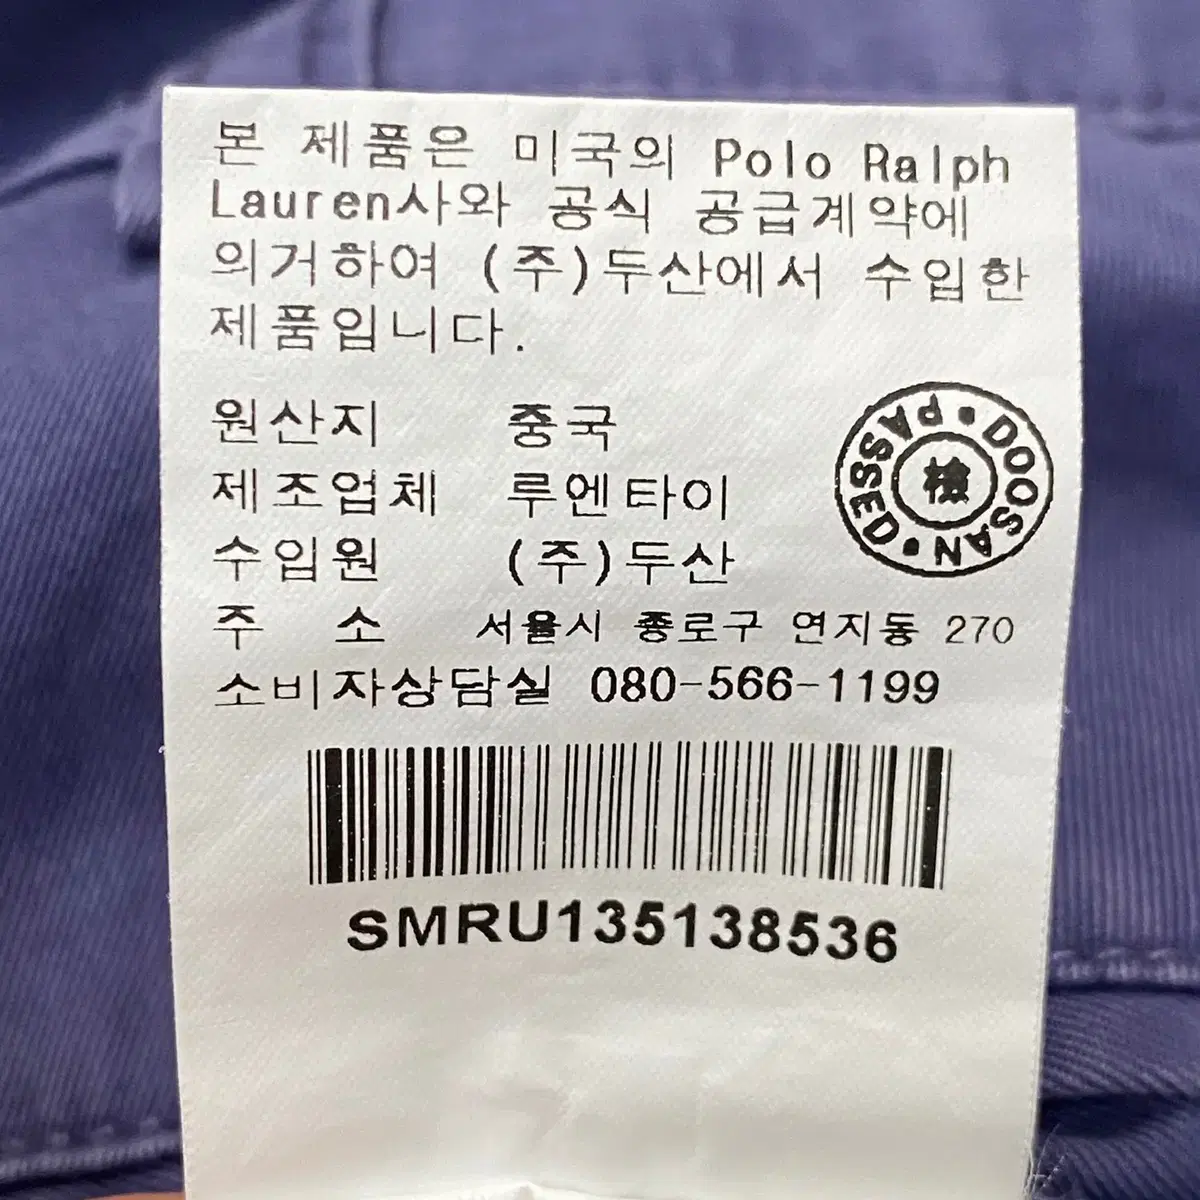 본 제품은 미국의 Polo Ralph
Lauren사와 공식 공급계약에
의거하여 (주)두산에서 수입한
제품입니다.
원산지 중국
제조업체 루엔타이
수입원 (주)두산
주 소 서울시 종로구 연지동 270
소비자상담실 080-566-1199
DOOSAN • PASSED •
檢
SMRU135138536